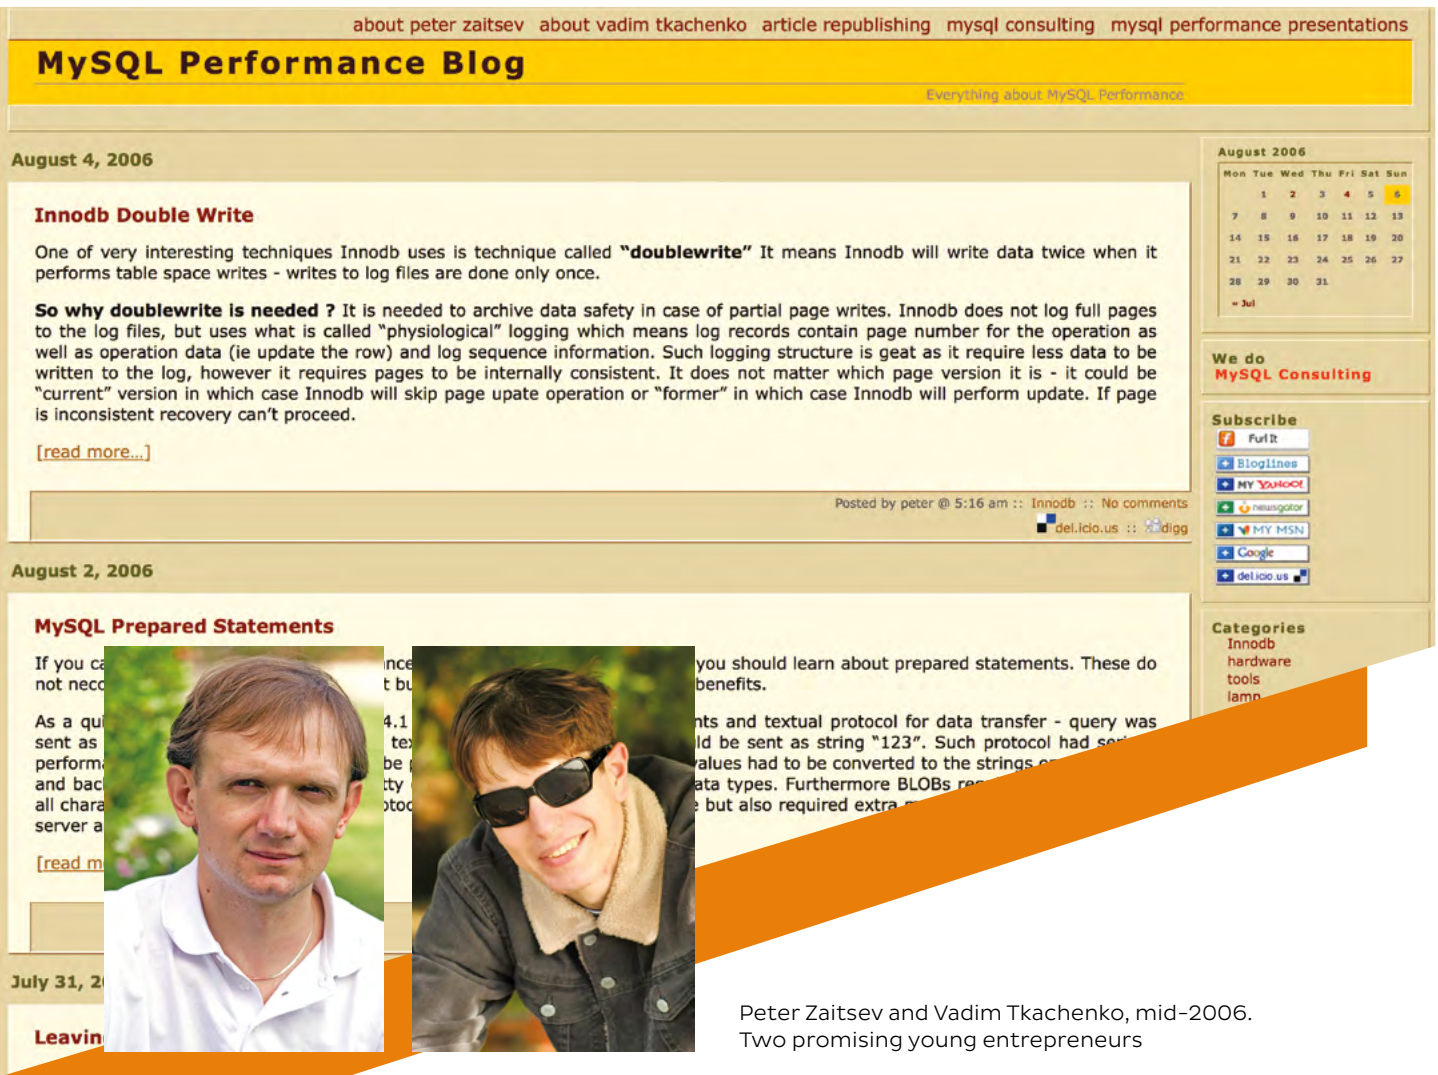 about peter zaitsev about vadim tkachenko article republishing mysql consulting mysql performance presentations
MySQL Performance Blog
Everything about MySQL Performance
August 4, 2006
Innodb Double Write
One of very interesting techniques Innodb uses is technique called “doublewrite” It means Innodb will write data twice when it
performs table space writes - writes to log files are done only once.
So why doublewrite is needed ? It is needed to archive data safety in case of partial page writes. Innodb does not log full pages
to the log files, but uses what is called “physiological” logging which means log records contain page number for the operation as
well as operation data (ie update the row) and log sequence information. Such logging structure is geat as it require less data to be
written to the log, however it requires pages to be internally consistent. It does not matter which page version it is - it could be
“current” version in which case Innodb will skip page upate operation or “former” in which case Innodb will perform update. If page
is inconsistent recovery can’t proceed.
[read more...]
Posted by peter @ 5:16 am :: Innodb :: No comments
del.icio.us :: digg
August 2, 2006
MySQL Prepared Statements
If you you should learn about prepared statements. These do
not benefits.
As a 4.1 and textual protocol for data transfer - query was
sent as be sent as string “123”. Such protocol had
be had to be converted to the strings
and data types. Furthermore BLOBs
all but also required extra
server
[read
July 31,
August 2006
Mon Tue Wed Thu Fri Sat Sun
1 2 3 4 5 6
7 8 9 10 11 12 13
14 15 16 17 18 19 20
21 22 23 24 25 26 27
28 29 30 31
« Jul
We do
MySQL Consulting
Subscribe
Furl It
Bloglines
MY YAHOO!
newsgator
MY MSN
Google
del.icio.us
Categories
Innodb
hardware
tools
lamp
Peter Zaitsev and Vadim Tkachenko, mid-2006.
Two promising young entrepreneurs